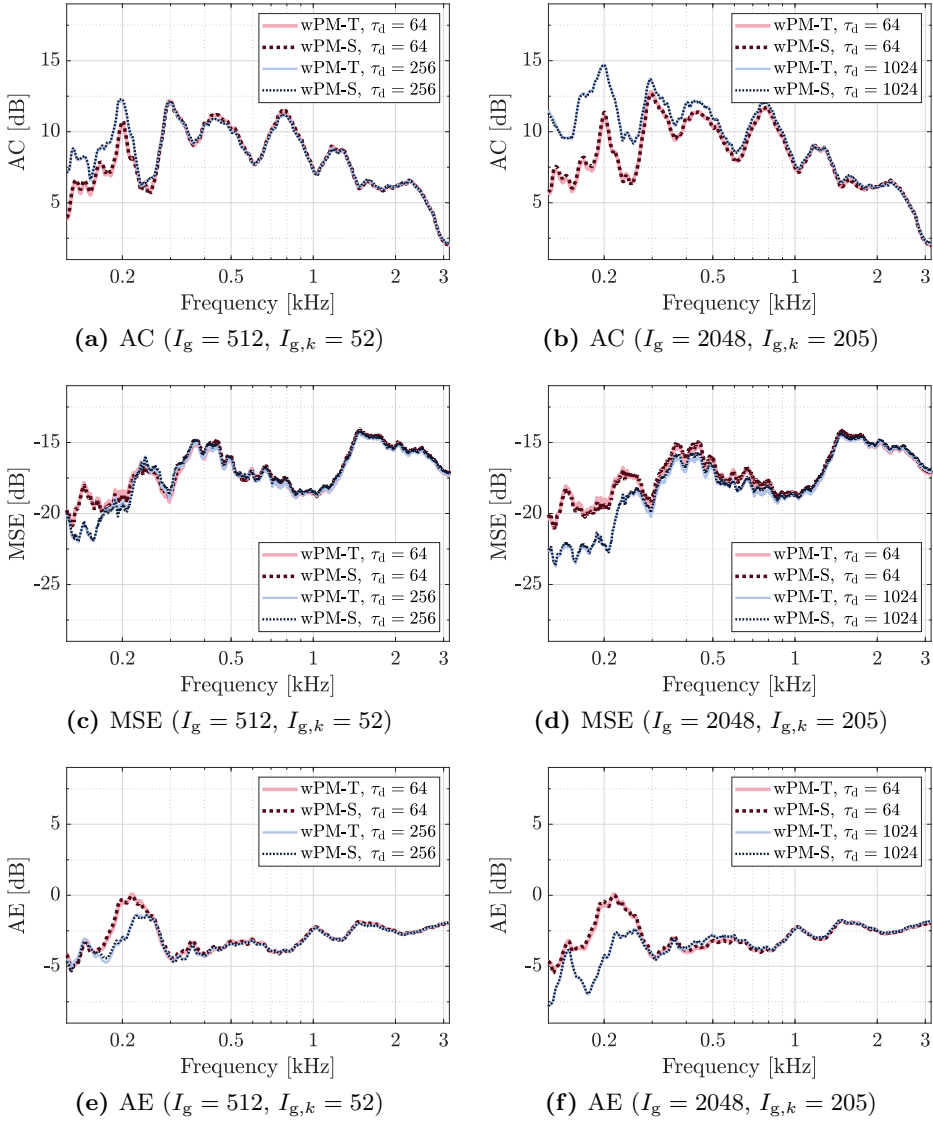 wPM-T, τd = 64
wPM-S, τd = 64
wPM-T, τd = 256
wPM-S, τd = 256
15
10
5
AC [dB]
0.2 0.5 1 2 3
Frequency [kHz]
(a) AC (Ig = 512, Ig,k = 52)
wPM-T, τd = 64
wPM-S, τd = 64
wPM-T, τd = 1024
wPM-S, τd = 1024
15
10
5
AC [dB]
0.2 0.5 1 2 3
Frequency [kHz]
(b) AC (Ig = 2048, Ig,k = 205)
-15
-20
-25
MSE [dB]
wPM-T, τd = 64
wPM-S, τd = 64
wPM-T, τd = 256
wPM-S, τd = 256
0.2 0.5 1 2 3
Frequency [kHz]
(c) MSE (Ig = 512, Ig,k = 52)
-15
-20
-25
MSE [dB]
wPM-T, τd = 64
wPM-S, τd = 64
wPM-T, τd = 1024
wPM-S, τd = 1024
0.2 0.5 1 2 3
Frequency [kHz]
(d) MSE (Ig = 2048, Ig,k = 205)
wPM-T, τd = 64
wPM-S, τd = 64
wPM-T, τd = 256
wPM-S, τd = 256
5
0
-5
AE [dB]
0.2 0.5 1 2 3
Frequency [kHz]
(e) AE (Ig = 512, Ig,k = 52)
wPM-T, τd = 64
wPM-S, τd = 64
wPM-T, τd = 1024
wPM-S, τd = 1024
5
0
-5
AE [dB]
0.2 0.5 1 2 3
Frequency [kHz]
(f) AE (Ig = 2048, Ig,k = 205)